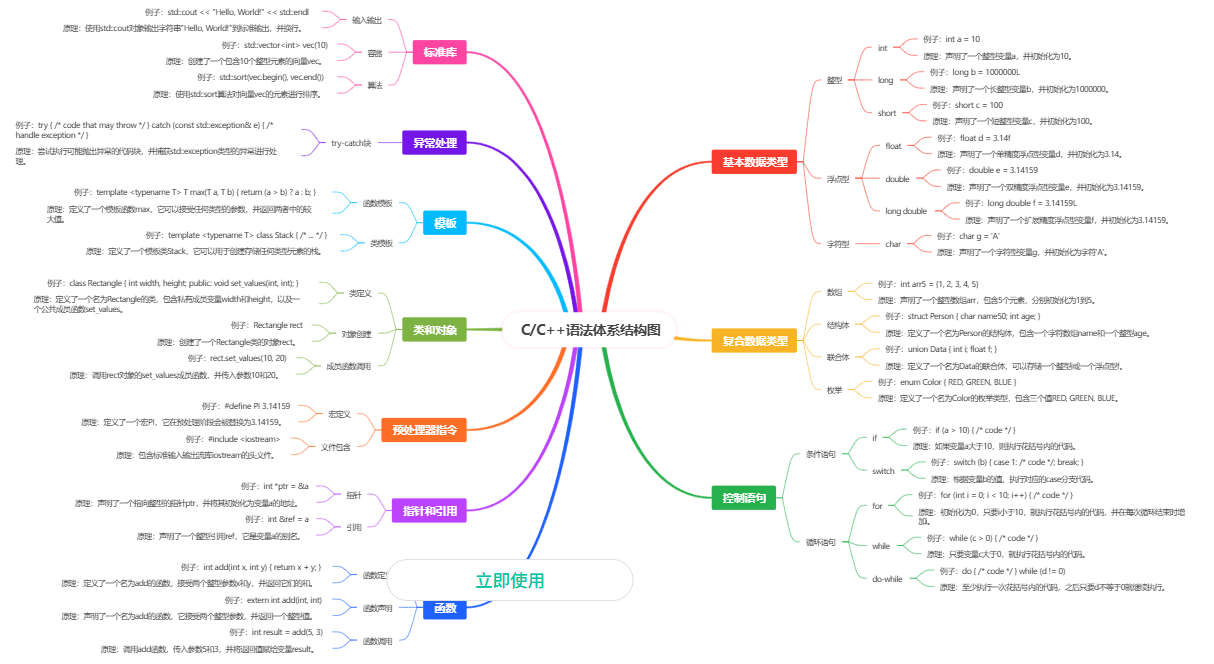 C/C++语法体系结构图
基本数据类型
整型
int
例子：int a = 10
原理：声明了一个整型变量a，并初始化为10。
long
例子：long b = 1000000L
原理：声明了一个长整型变量b，并初始化为1000000。
short
例子：short c = 100
原理：声明了一个短整型变量c，并初始化为100。
浮点型
float
例子：float d = 3.14f
原理：声明了一个单精度浮点型变量d，并初始化为3.14。
double
例子：double e = 3.14159
原理：声明了一个双精度浮点型变量e，并初始化为3.14159。
long double
例子：long double f = 3.14159L
原理：声明了一个扩展精度浮点型变量f，并初始化为3.14159。
字符型
char
例子：char g = 'A'
原理：声明了一个字符型变量g，并初始化为字符'A'。
复合数据类型
数组
例子：int arr5 = {1, 2, 3, 4, 5}
原理：声明了一个整型数组arr，包含5个元素，分别初始化为1到5。
结构体
例子：struct Person { char name50; int age; }
原理：定义了一个名为Person的结构体，包含一个字符数组name和一个整型age。
联合体
例子：union Data { int i; float f; }
原理：定义了一个名为Data的联合体，可以存储一个整型或一个浮点型。
枚举
例子：enum Color { RED, GREEN, BLUE }
原理：定义了一个名为Color的枚举类型，包含三个值RED, GREEN, BLUE。
控制语句
条件语句
if
例子：if (a > 10) { /* code */ }
原理：如果变量a大于10，则执行花括号内的代码。
switch
例子：switch (b) { case 1: /* code */; break; }
原理：根据变量b的值，执行对应的case分支代码。
循环语句
for
例子：for (int i = 0; i < 10; i++) { /* code */ }
原理：初始化i为0，只要i小于10，就执行花括号内的代码，并在每次循环结束时i增
加。
while
例子：while (c > 0) { /* code */ }
原理：只要变量c大于0，就执行花括号内的代码。
do-while
例子：do { /* code */ } while (d != 0)
原理：至少执行一次花括号内的代码，之后只要d不等于0就继续执行。
标准库
输入输出
例子：std::cout << "Hello, World!" << std::endl
原理：使用std::cout对象输出字符串"Hello, World!"到标准输出，并换行。
容器
例子：std::vector<int> vec(10)
原理：创建了一个包含10个整型元素的向量vec。
算法
例子：std::sort(vec.begin(), vec.end())
原理：使用std::sort算法对向量vec的元素进行排序。
异常处理
try-catch块
例子：try { /* code that may throw */ } catch (const std::exception& e) { /*
handle exception */ }
原理：尝试执行可能抛出异常的代码块，并捕获std::exception类型的异常进行处
理。
模板
函数模板
例子：template <typename T> T max(T a, T b) { return (a > b) ? a : b; }
原理：定义了一个模板函数max，它可以接受任何类型的参数，并返回两者中的较
大值。
类模板
例子：template <typename T> class Stack { /* ... */ }
原理：定义了一个模板类Stack，它可以用于创建存储任何类型元素的栈。
类和对象
类定义
例子：class Rectangle { int width, height; public: void set_values(int, int); }
原理：定义了一个名为Rectangle的类，包含私有成员变量width和height，以及一
个公共成员函数set_values。
对象创建
例子：Rectangle rect
原理：创建了一个Rectangle类的对象rect。
成员函数调用
例子：rect.set_values(10, 20)
原理：调用rect对象的set_values成员函数，并传入参数10和20。
预处理器指令
宏定义
例子：#define PI 3.14159
原理：定义了一个宏PI，它在预处理阶段会被替换为3.14159。
文件包含
例子：#include <iostream>
原理：包含标准输入输出流库iostream的头文件。
指针和引用
指针
例子：int *ptr = &a
原理：声明了一个指向整型的指针ptr，并将其初始化为变量a的地址。
引用
例子：int &ref = a
原理：声明了一个整型引用ref，它是变量a的别名。
函数
函数定
例子：int add(int x, int y) { return x + y; }
原理：定义了一个名为add的函数，接受两个整型参数x和y，并返回它们的和。
函数声明
例子：extern int add(int, int)
原理：声明了一个名为add的函数，它接受两个整型参数，并返回一个整型值。
函数调用
例子：int result = add(5, 3)
原理：调用add函数，传入参数5和3，并将返回值赋给变量result。
立即使用